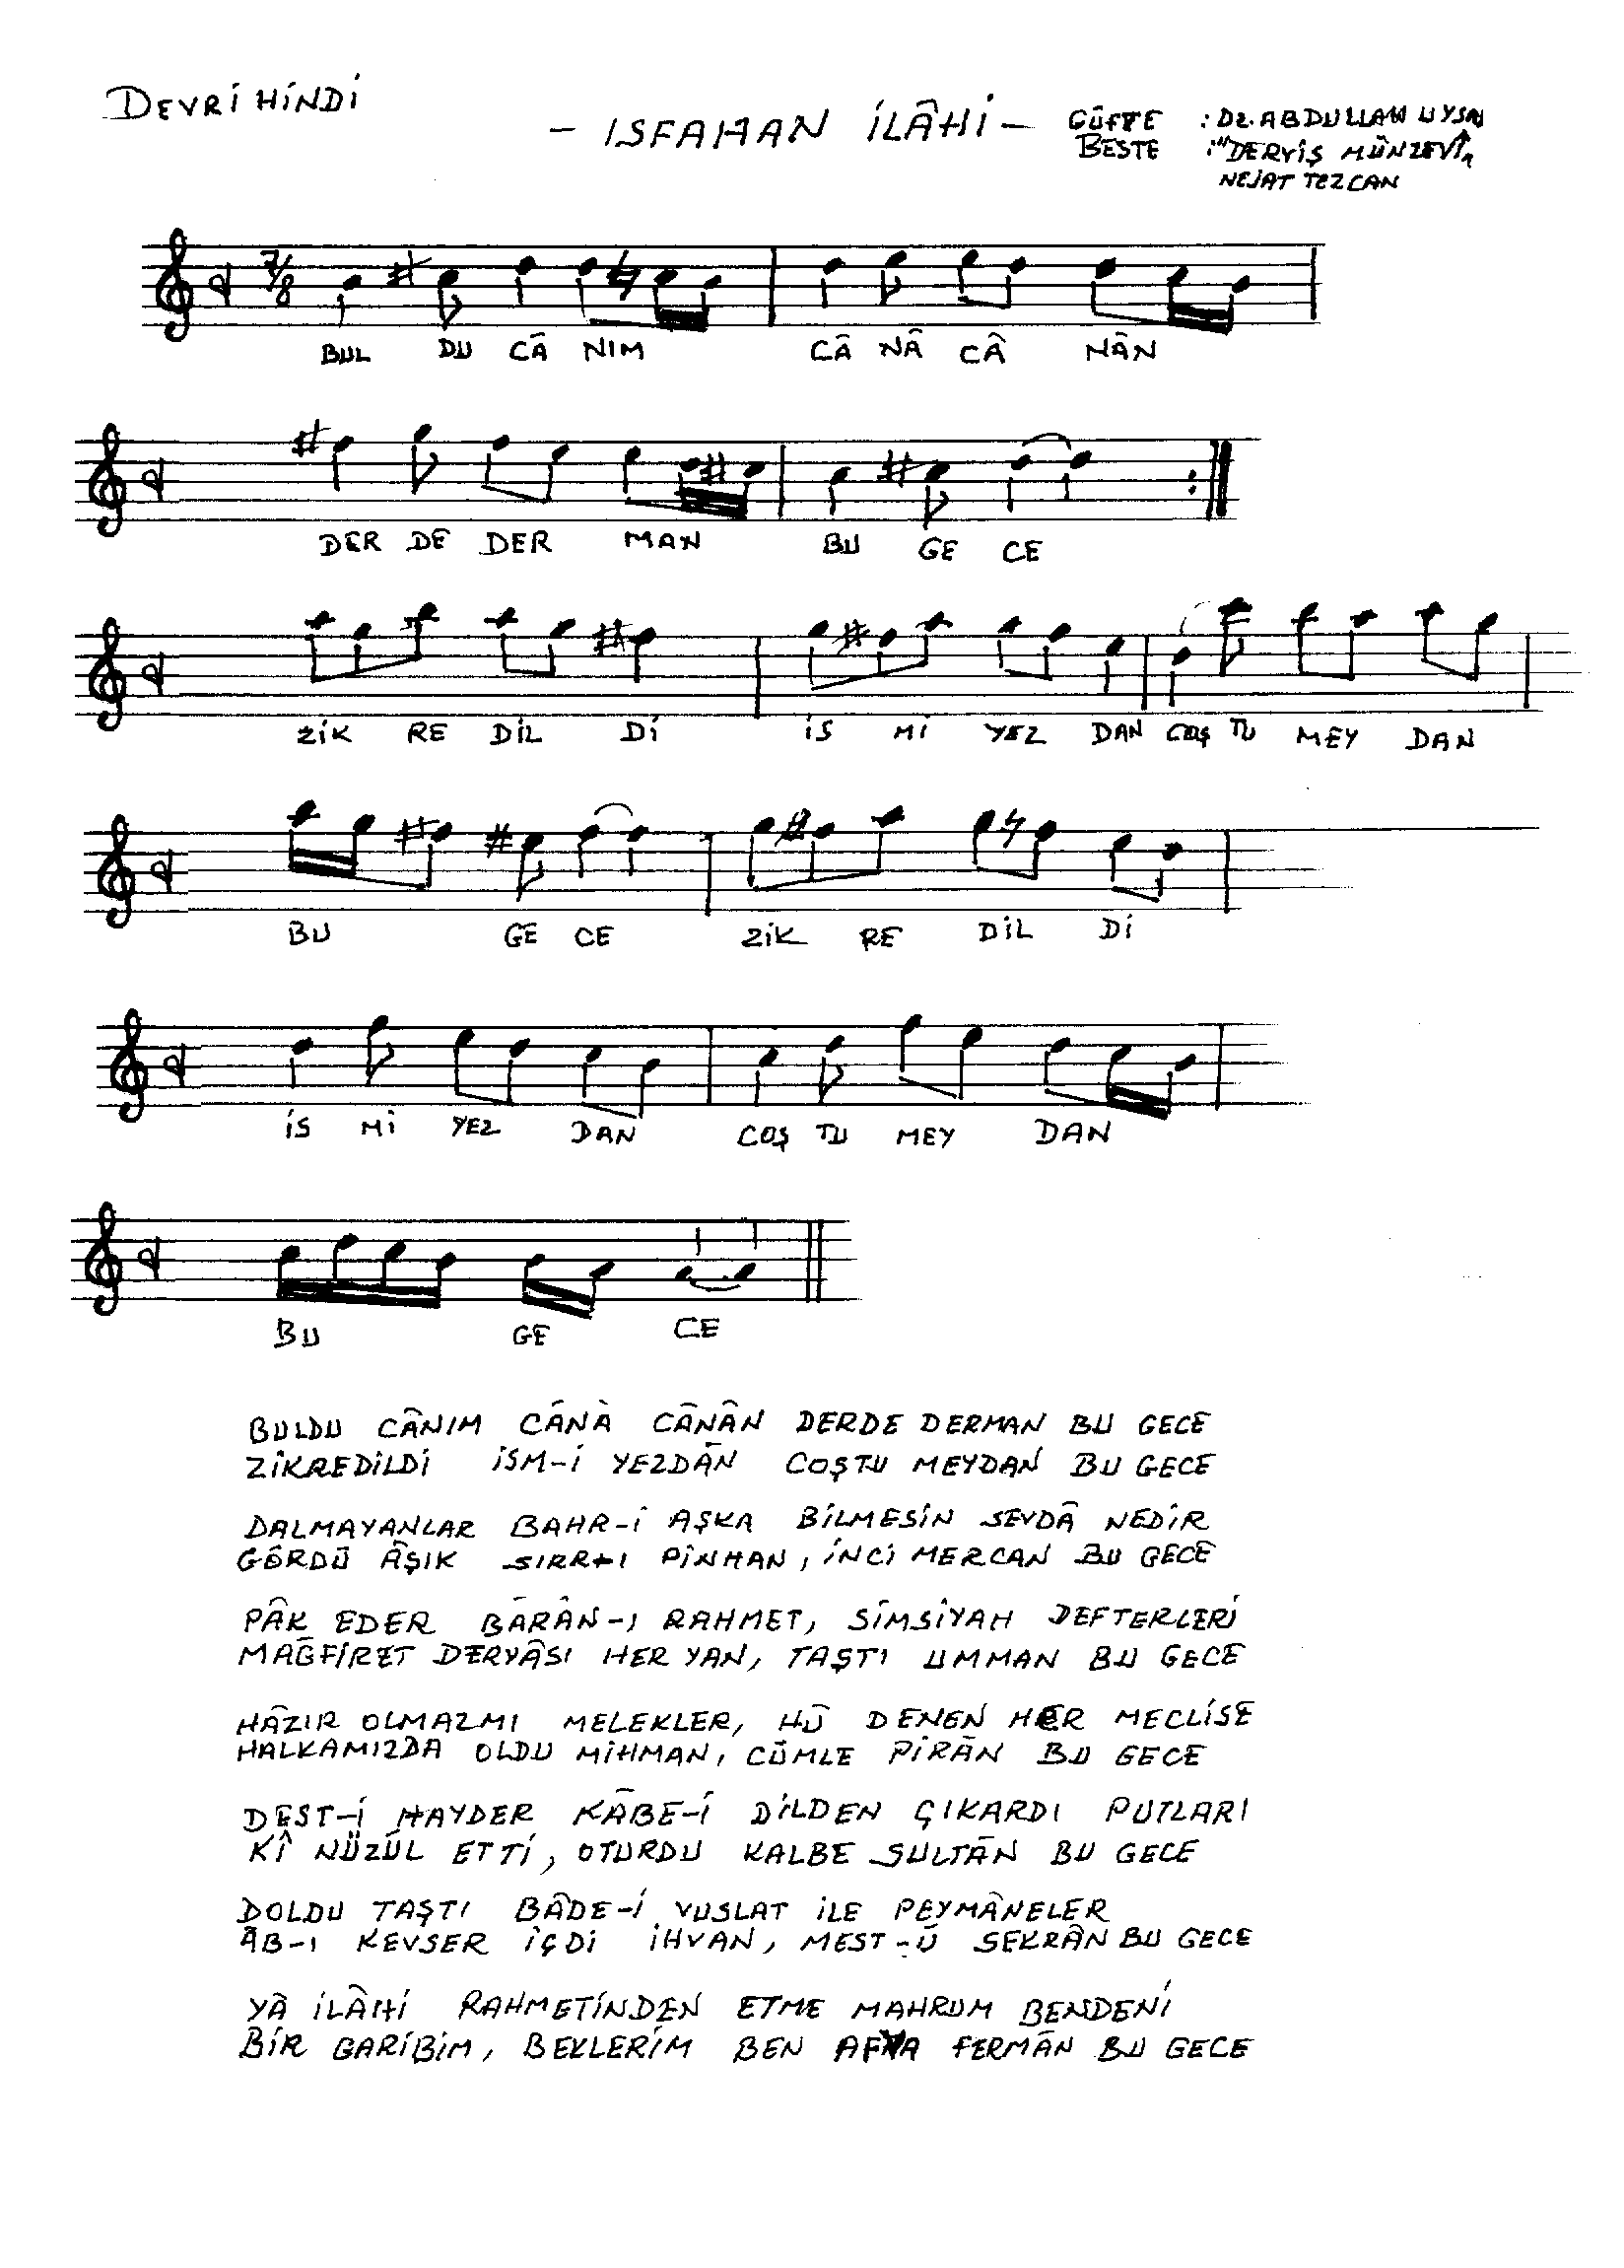 DEVRİ HİNDİ
- ISFAHAN İLÂHİ -
GÜFTE : Dr. ABDULLAH UYSAL
BESTE : "DERVİŞ MÜNZEVÎ"
NEJAT TEZCAN
7/8
BUL DU CÂ NIM CÂ NÂ CÂ NÂN
DER DE DER MAN BU GE CE
ZİK RE DİL Dİ İS Mİ YEZ DAN COŞ TU MEY DAN
BU GE CE ZİK RE DİL Dİ
İS Mİ YEZ DAN COŞ TU MEY DAN
BU GE CE
BULDU CÂNIM CÂNÀ CÂNÂN DERDE DERMAN BU GECE
ZİKREDİLDİ İSM-İ YEZDÂN COŞTU MEYDAN BU GECE
DALMAYANLAR BAHR-İ AŞKA BİLMESİN SEVDÂ NEDİR
GÖRDÜ ÂŞIK SIRR-I PİNHAN, İNCİ MERCAN BU GECE
PÂK EDER BÂRÂN-I RAHMET, SİMSİYAH DEFTERLERİ
MAĞFİRET DERYÂSI HER YAN, TAŞTI UMMAN BU GECE
HÂZIR OLMAZMI MELEKLER, HÛ DENEN HER MECLİSE
HALKAMIZDA OLDU MİHMAN, CÜMLE PİRÂN BU GECE
DEST-İ HAYDER KÂBE-İ DİLDEN ÇIKARDI PUTLARI
Kİ NÜZÛL ETTİ, OTURDU KALBE SULTÂN BU GECE
DOLDU TAŞTI BÂDE-İ VUSLAT İLE PEYMÂNELER
ÂB-I KEVSER İÇDİ İHVAN, MEST-Ü SEKRÂN BU GECE
YÂ İLÂHİ RAHMETİNDEN ETME MAHRUM BENDENİ
BİR GARİBİM, BEKLERİM BEN AFVA FERMÂN BU GECE